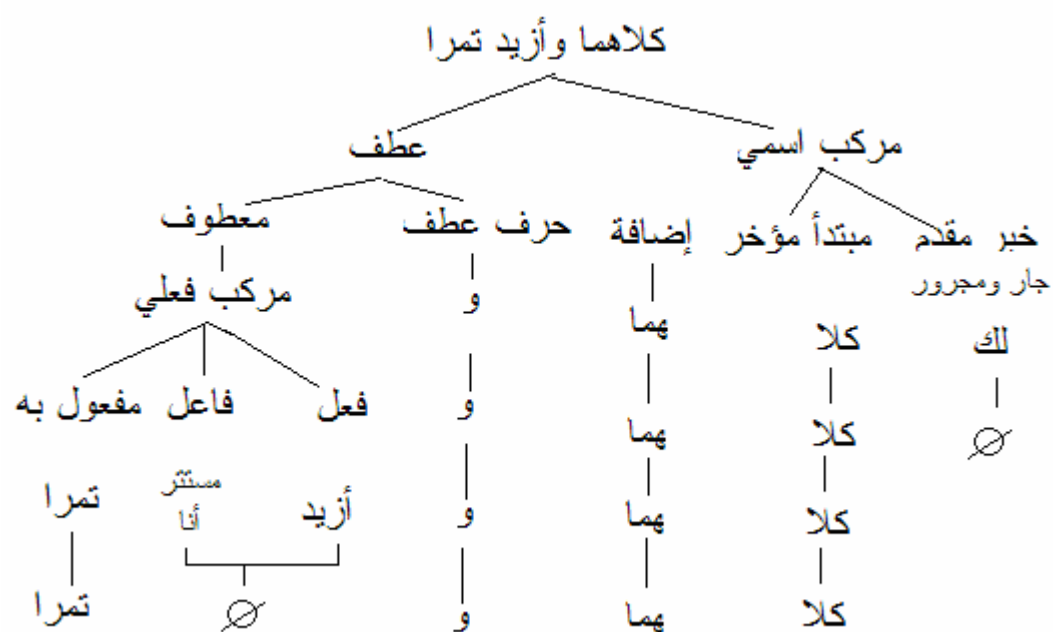 كلاهما وأزيد تمرا
مركب اسمي عطف
خبر مقدم مبتدأ مؤخر إضافة حرف عطف معطوف
جار ومجرور
هما و مركب فعلي
لك كلا
فعل فاعل مفعول به
و
∅ كلا هما
مستتر
أزيد أنا تمرا
كلا هما و
كلا هما و ∅ تمرا